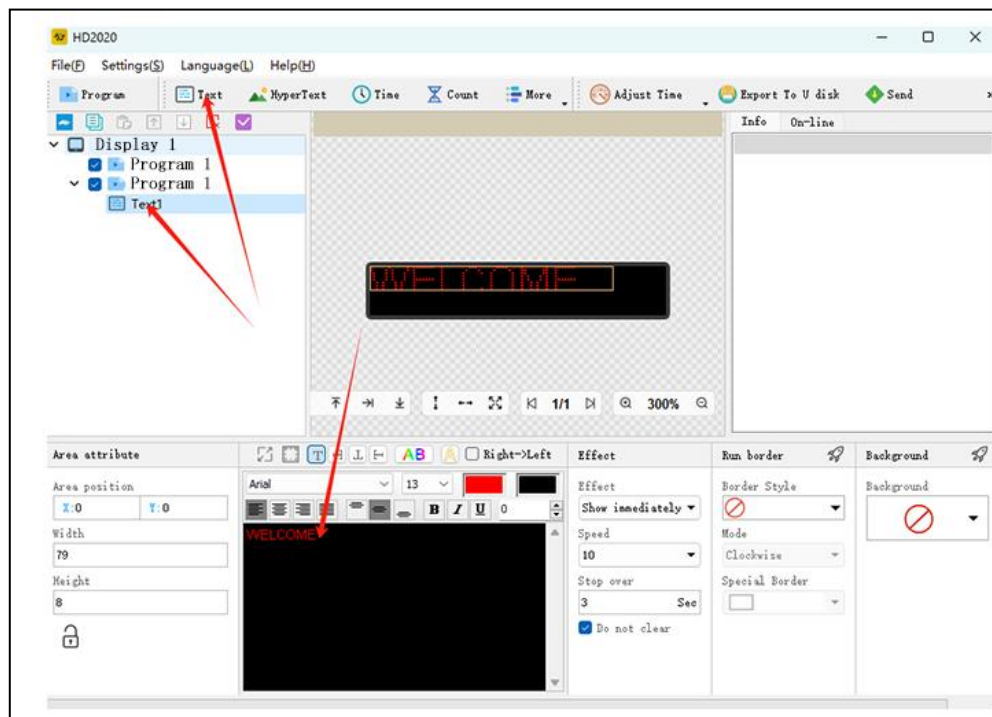 HD2020
File(F) Settings(S) Language(L) Help(H)
Program Text HyperText Time Count More Adjust Time Export To U disk Send »
Info On-line
Display 1
Program 1
Program 1
Text1
WELCOME
1/1 300%
Area attribute
AB Right->Left
Effect
Run border
Background
Area position
X:0 Y:0
Width
79
Height
8
Arial 13
B I U 0
WELCOME
Effect
Show immediately
Speed
10
Stop over
3 Sec
Do not clear
Border Style
Mode
Clockwise
Special Border
Background